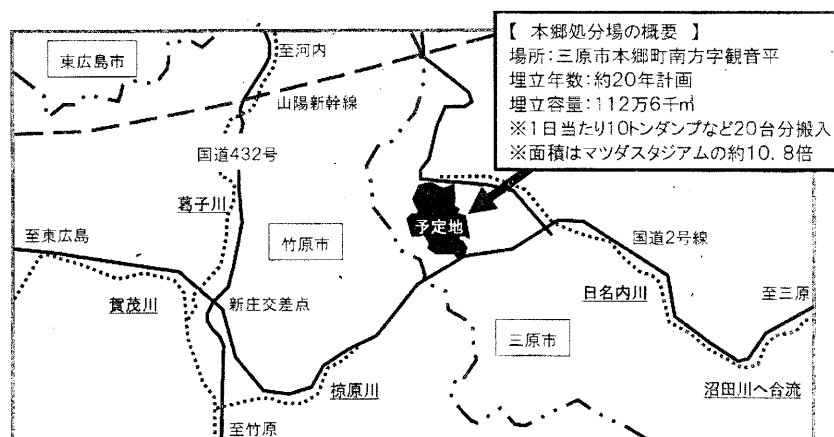 【 本郷処分場の概要 】
場所:三原市本郷町南方字観音平
埋立年数:約20年計画
埋立容量:112万6千㎥
※1日当たり10トンダンプなど20台分搬入
※面積はマツダスタジアムの約10.8倍
東広島市
至河内
山陽新幹線
国道432号
葛子川
至東広島
竹原市
予定地
国道2号線
賀茂川
新庄交差点
日名内川
至三原
三原市
椋原川
沼田川へ合流
至竹原